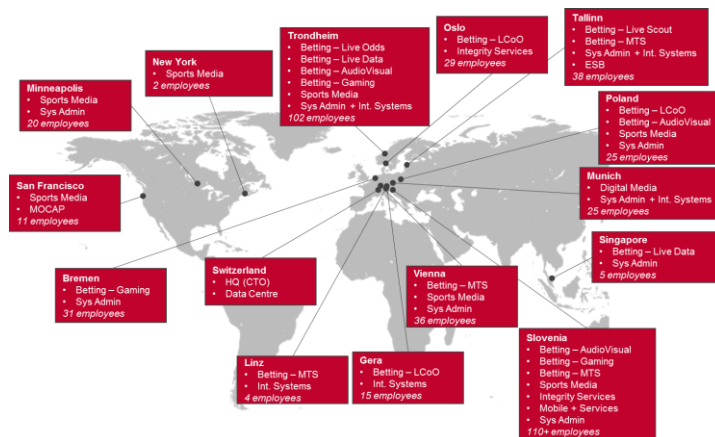 Trondheim
• Betting – Live Odds
• Betting – Live Data
• Betting – AudioVisual
• Betting – Gaming
• Sports Media
• Sys Admin + Int. Systems
102 employees
Oslo
• Betting – LCoO
• Integrity Services
29 employees
Tallinn
• Betting – Live Scout
• Betting – MTS
• Sys Admin + Int. Systems
• ESB
38 employees
New York
• Sports Media
2 employees
Minneapolis
• Sports Media
• Sys Admin
20 employees
Poland
• Betting – LCoO
• Betting – AudioVisual
• Sports Media
• Sys Admin
25 employees
San Francisco
• Sports Media
• MOCAP
11 employees
Munich
• Digital Media
• Sys Admin + Int. Systems
25 employees
Singapore
• Betting – Live Data
• Sys Admin
5 employees
Bremen
• Betting – Gaming
• Sys Admin
31 employees
Switzerland
• HQ (CTO)
• Data Centre
Vienna
• Betting – MTS
• Sports Media
• Sys Admin
36 employees
Slovenia
• Betting – AudioVisual
• Betting – Gaming
• Betting – MTS
• Sports Media
• Integrity Services
• Mobile + Services
• Sys Admin
110+ employees
Linz
• Betting – MTS
• Int. Systems
4 employees
Gera
• Betting – LCoO
• Int. Systems
15 employees